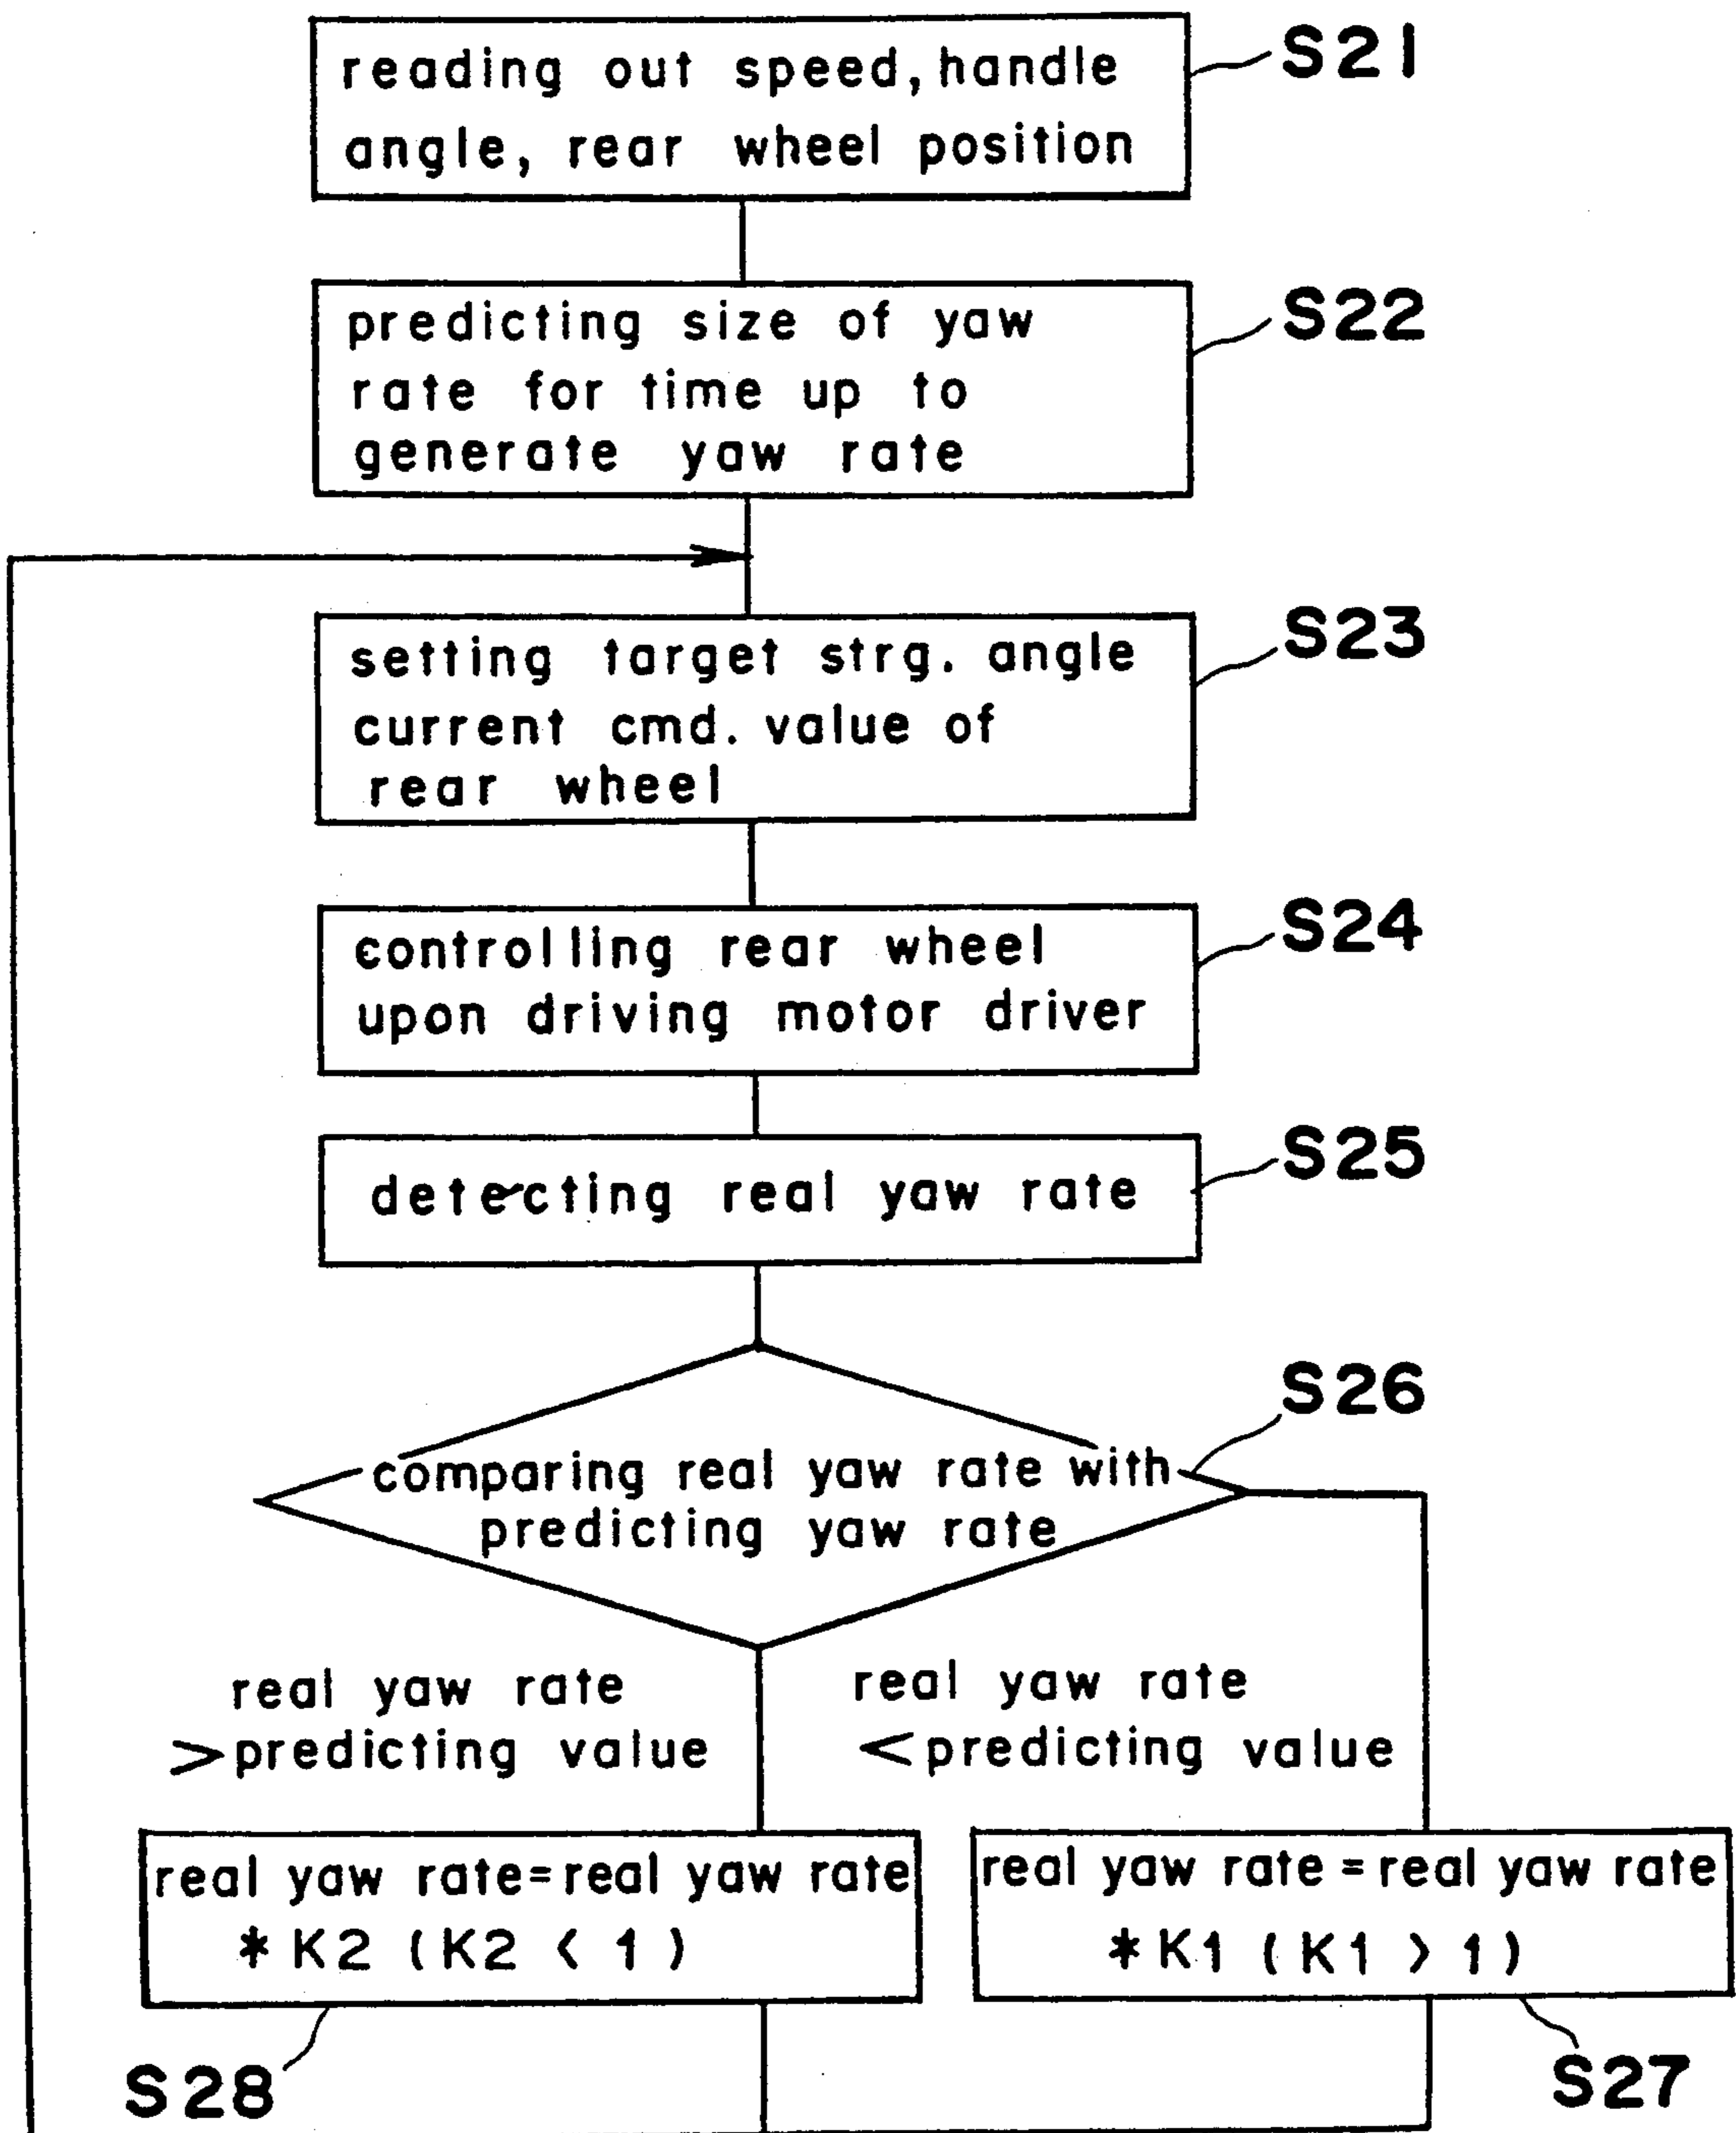 reading out speed, handle
angle, rear wheel position
S21
predicting size of yaw
rate for time up to
generate yaw rate
S22
setting target strg. angle
current cmd. value of
rear wheel
S23
controlling rear wheel
upon driving motor driver
S24
detecting real yaw rate
S25
comparing real yaw rate with
predicting yaw rate
S26
real yaw rate
>predicting value
real yaw rate
<predicting value
real yaw rate=real yaw rate
*K2 (K2 < 1)
S28
real yaw rate=real yaw rate
*K1 (K1 > 1)
S27